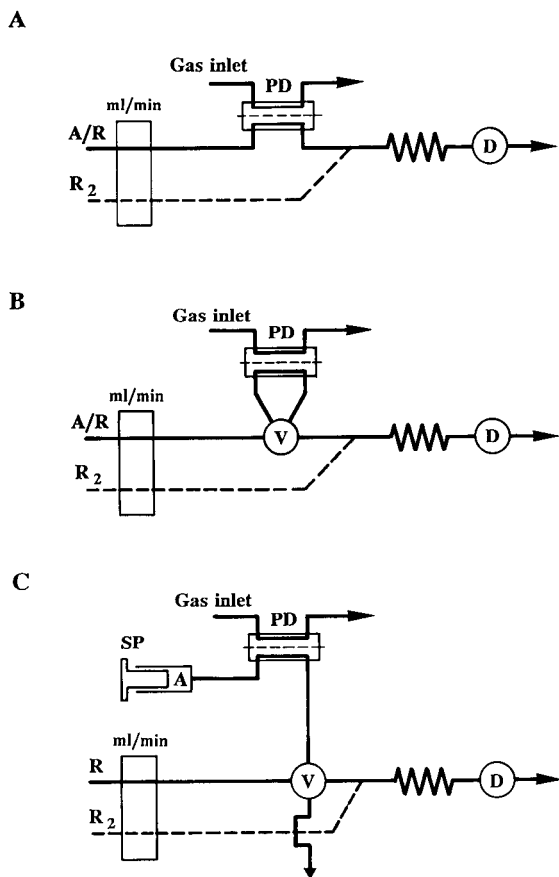 A
Gas inlet
PD
ml/min
A/R
R2
D
B
Gas inlet
PD
ml/min
A/R
V
D
R2
C
Gas inlet
PD
SP
A
ml/min
R
V
D
R2